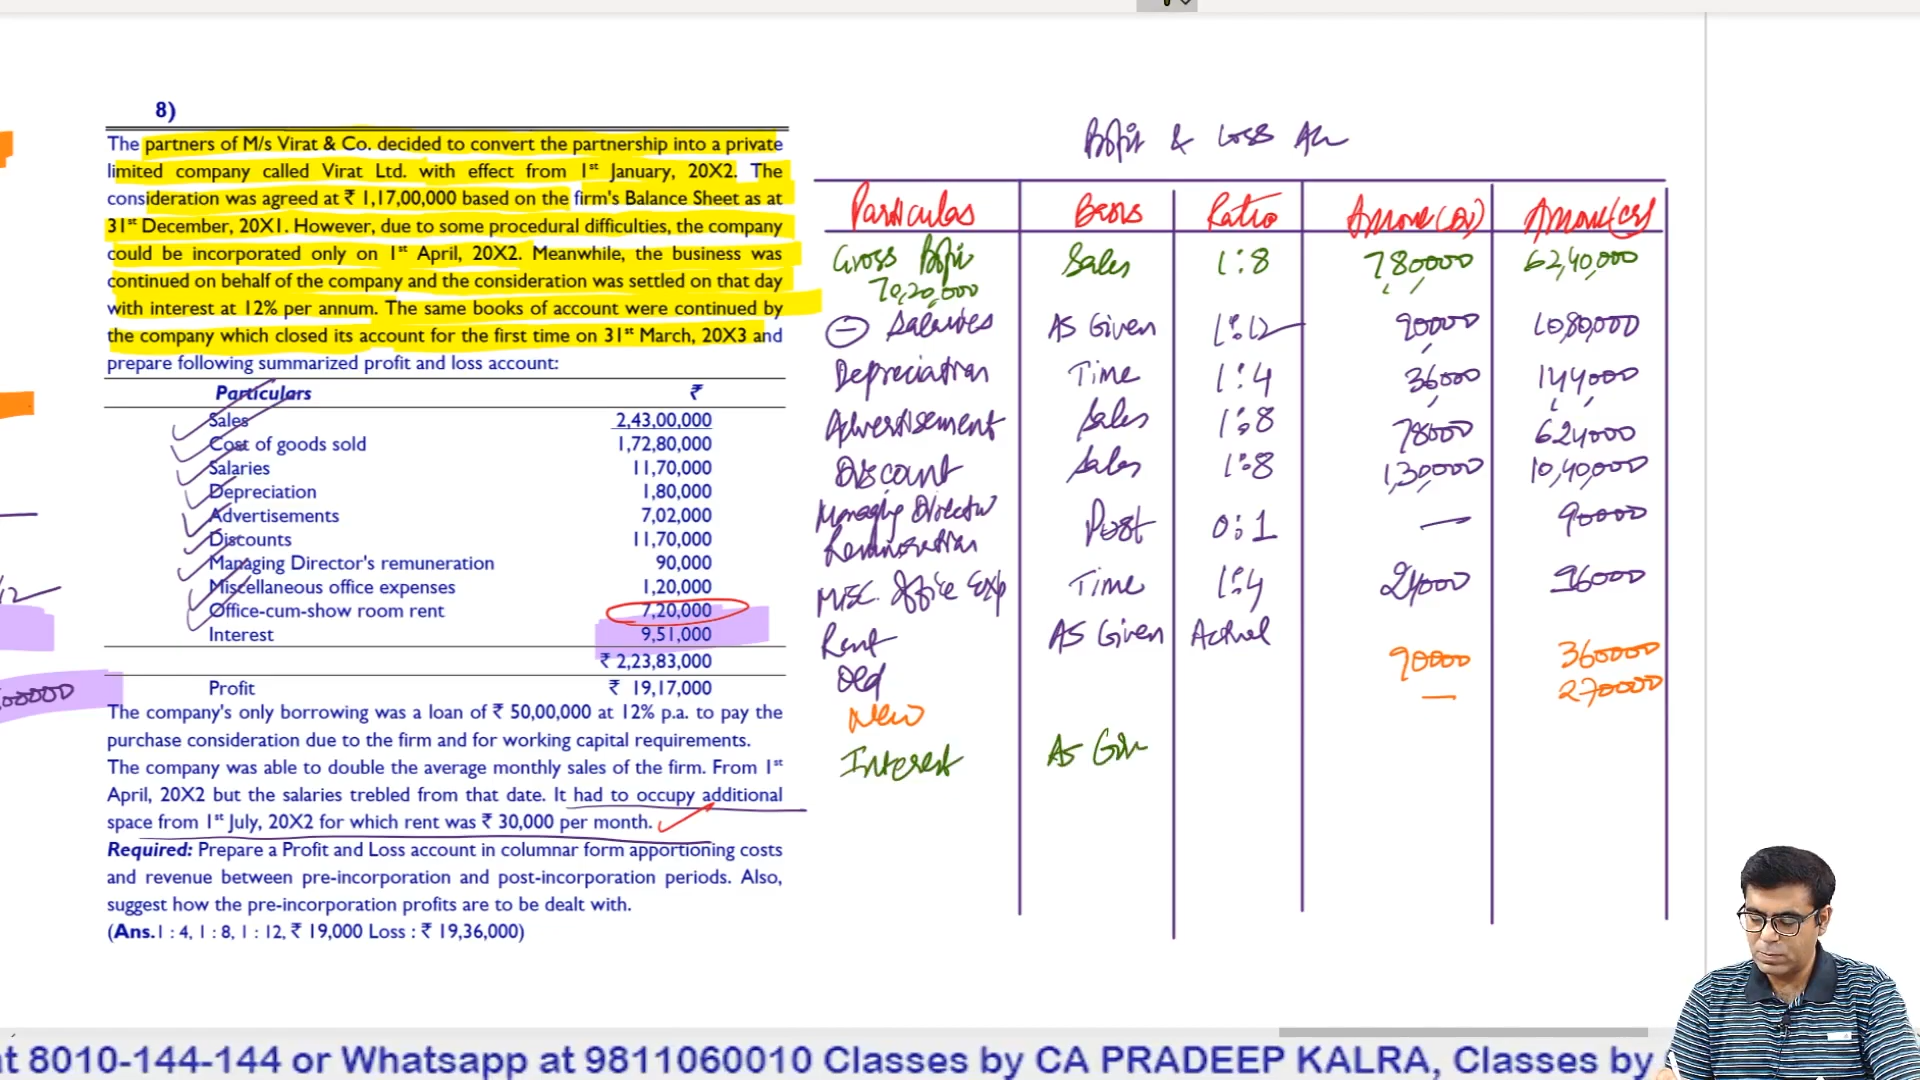 8)
The partners of M/s Virat & Co. decided to convert the partnership into a private
limited company called Virat Ltd. with effect from 1st January, 20X2. The
consideration was agreed at ₹ 1,17,00,000 based on the firm's Balance Sheet as at
31st December, 20X1. However, due to some procedural difficulties, the company
could be incorporated only on 1st April, 20X2. Meanwhile, the business was
continued on behalf of the company and the consideration was settled on that day
with interest at 12% per annum. The same books of account were continued by
the company which closed its account for the first time on 31st March, 20X3 and
prepare following summarized profit and loss account:
Particulars ₹
Sales 2,43,00,000
Cost of goods sold 1,72,80,000
Salaries 11,70,000
Depreciation 1,80,000
Advertisements 7,02,000
Discounts 11,70,000
Managing Director's remuneration 90,000
Miscellaneous office expenses 1,20,000
Office-cum-show room rent 7,20,000
Interest 9,51,000
₹ 2,23,83,000
Profit ₹ 19,17,000
The company's only borrowing was a loan of ₹ 50,00,000 at 12% p.a. to pay the
purchase consideration due to the firm and for working capital requirements.
The company was able to double the average monthly sales of the firm. From 1st
April, 20X2 but the salaries trebled from that date. It had to occupy additional
space from 1st July, 20X2 for which rent was ₹ 30,000 per month.
Required: Prepare a Profit and Loss account in columnar form apportioning costs
and revenue between pre-incorporation and post-incorporation periods. Also,
suggest how the pre-incorporation profits are to be dealt with.
(Ans.1 : 4, 1 : 8, 1 : 12, ₹ 19,000 Loss : ₹ 19,36,000)
Profit & Loss A/c
Particulars Basis Ratio
Gross Profit Sales 1:8 780000 62,40,000
70,20,000
- Salaries As Given 1:12 90000 1080,000
Depreciation Time 1:4 36000 144000
Advertisement Sales 1:8 78000 624000
Discount Sales 1:8 1,30,000 10,40,000
Managing Director Post 0:1 — 90000
Remuneration
Misc. Office Exp Time 1:4 24000 96000
Rent As Given Actual
Old 90000 360000
New — 270000
Interest As Giv
at 8010-144-144 or Whatsapp at 9811060010 Classes by CA PRADEEP KALRA, Classes by